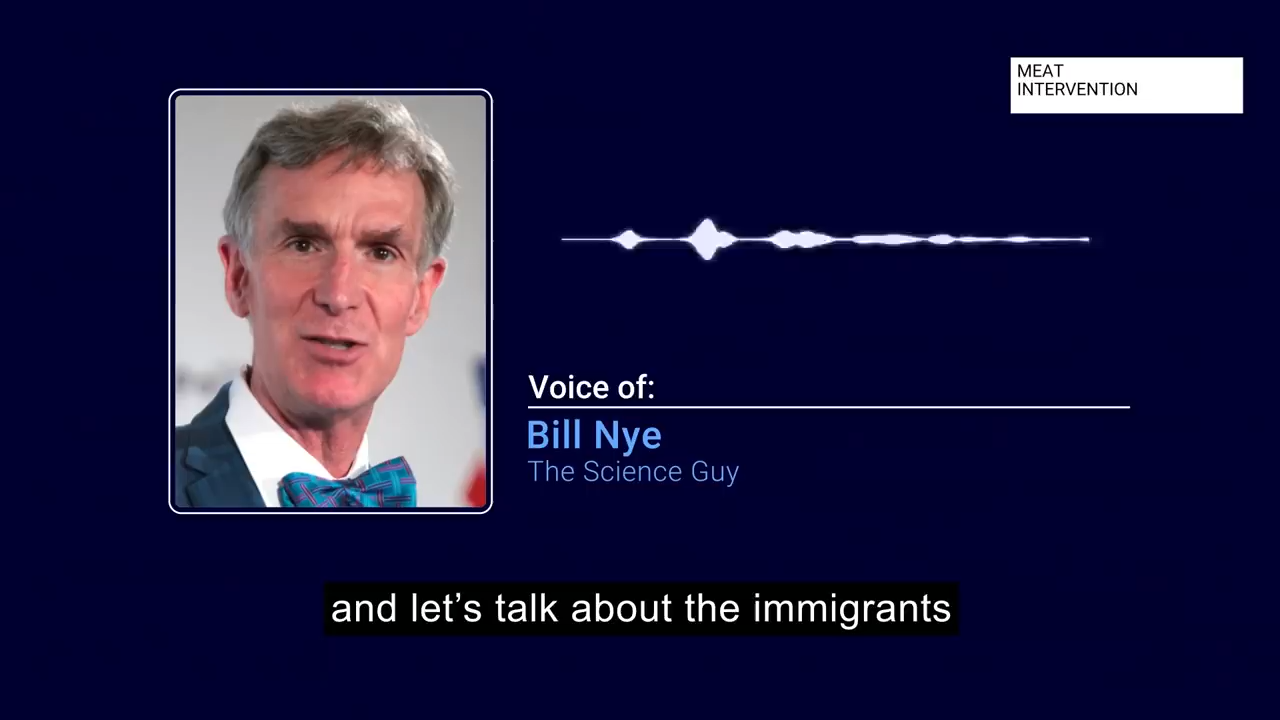 MEAT
INTERVENTION
Voice of:
Bill Nye
The Science Guy
and let’s talk about the immigrants